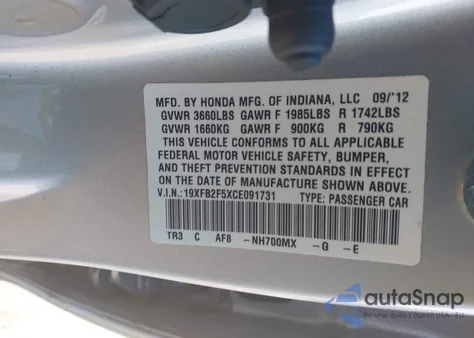 MFD. BY HONDA MFG. OF INDIANA, LLC 09/'12
GVWR 3660LBS GAWR F 1985LBS R 1742LBS
GVWR 1660KG GAWR F 900KG R 790KG
THIS VEHICLE CONFORMS TO ALL APPLICABLE
FEDERAL MOTOR VEHICLE SAFETY, BUMPER,
AND THEFT PREVENTION STANDARDS IN EFFECT
ON THE DATE OF MANUFACTURE SHOWN ABOVE.
V.I.N.: 19XFB2F5XCE091731 TYPE: PASSENGER CAR
TR3 C AF8 -NH700MX -G -E
autoSnap